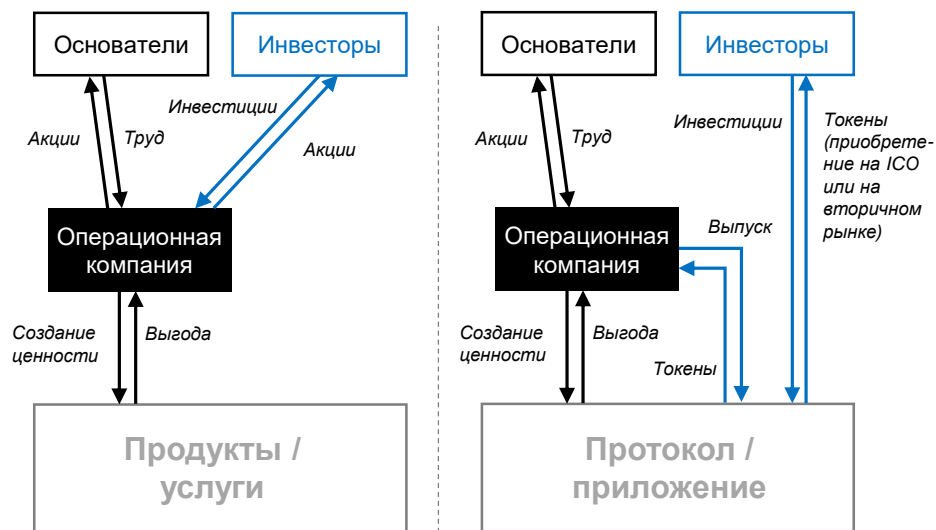 Основатели
Инвесторы
Инвестиции
Акции
Труд
Акции
Операционная
компания
Создание
ценности
Выгода
Продукты /
услуги
Основатели
Инвесторы
Акции
Труд
Инвестиции
Токены
(приобрете-
ние на ICO
или на
вторичном
рынке)
Операционная
компания
Выпуск
Создание
ценности
Выгода
Токены
Протокол /
приложение